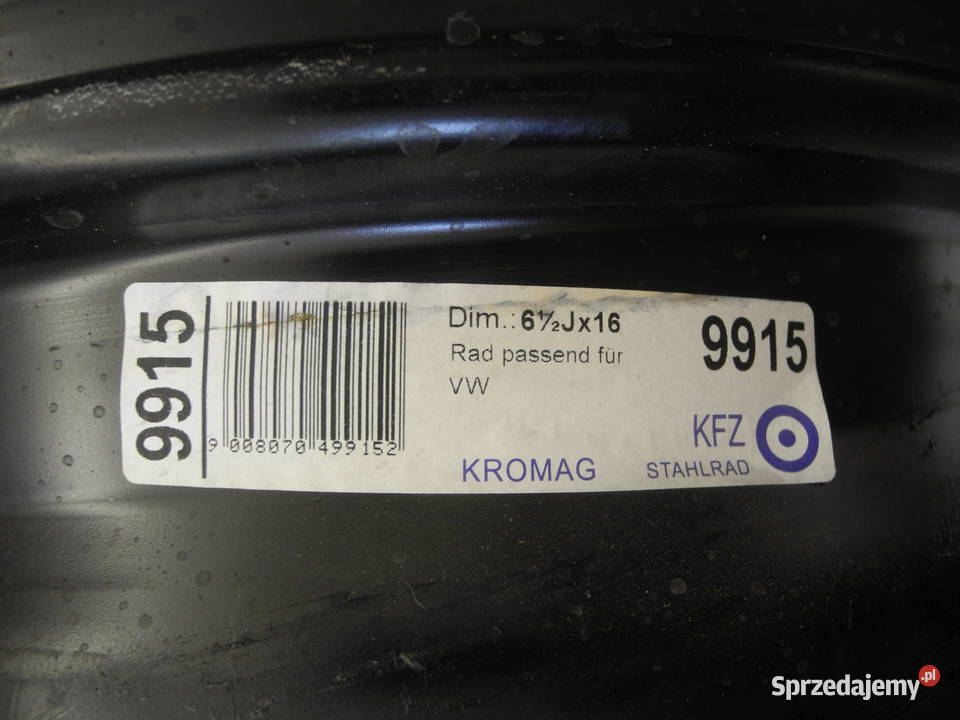 9915
9 008070 499152
Dim.: 6½Jx16
Rad passend für
VW
9915
KROMAG
KFZ
STAHLRAD
Sprzedajemy.pl